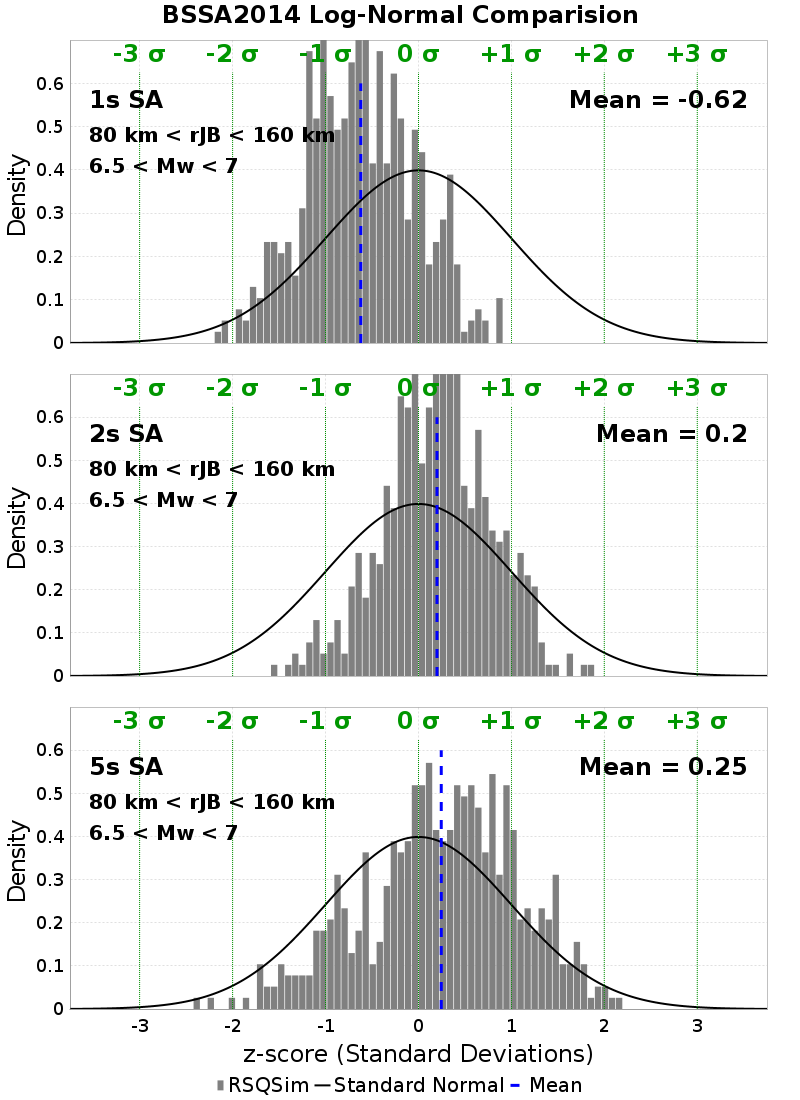 BSSA2014 Log-Normal Comparision
-3 σ -2 σ -1 σ 0 σ +1 σ +2 σ +3 σ
1s SA
Mean = -0.62
80 km < rJB < 160 km
6.5 < Mw < 7
Density
0.6
0.5
0.4
0.3
0.2
0.1
0
-3 σ -2 σ -1 σ 0 σ +1 σ +2 σ +3 σ
2s SA
Mean = 0.2
80 km < rJB < 160 km
6.5 < Mw < 7
Density
0.6
0.5
0.4
0.3
0.2
0.1
0
-3 σ -2 σ -1 σ 0 σ +1 σ +2 σ +3 σ
5s SA
Mean = 0.25
80 km < rJB < 160 km
6.5 < Mw < 7
Density
0.6
0.5
0.4
0.3
0.2
0.1
0
-3 -2 -1 0 1 2 3
z-score (Standard Deviations)
RSQSim Standard Normal Mean